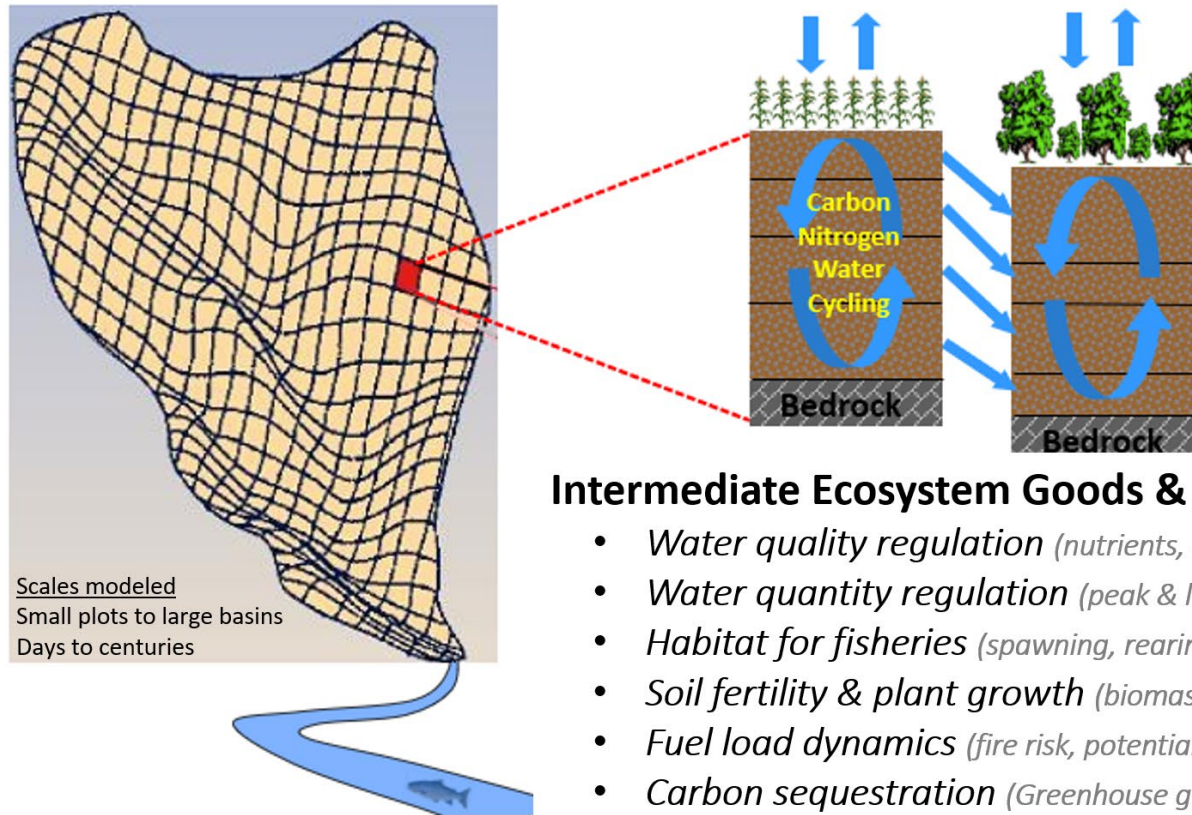 Carbon
Nitrogen
Water
Cycling
Bedrock
Bedrock
Scales modeled
Small plots to large basins
Days to centuries
Intermediate Ecosystem Goods &
• Water quality regulation (nutrients,
• Water quantity regulation (peak &
• Habitat for fisheries (spawning,
• Soil fertility & plant growth
• Fuel load dynamics (fire risk,
• Carbon sequestration (Greenhouse